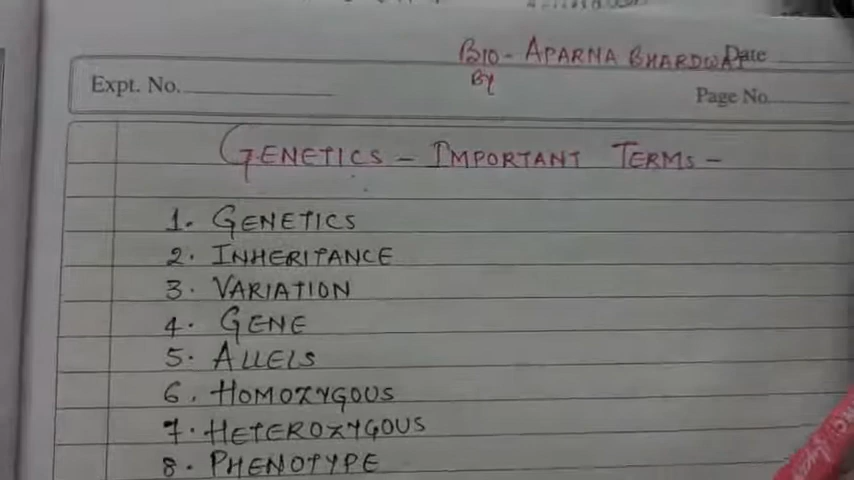 Bio - APARNA BHARDWAJ Date
By
Expt. No.
Page No.
GENETICS - IMPORTANT TERMS -
1. GENETICS
2. INHERITANCE
3. VARIATION
4. GENE
5. ALLELS
6. HOMOZYGOUS
7. HETEROZYGOUS
8. PHENOTYPE